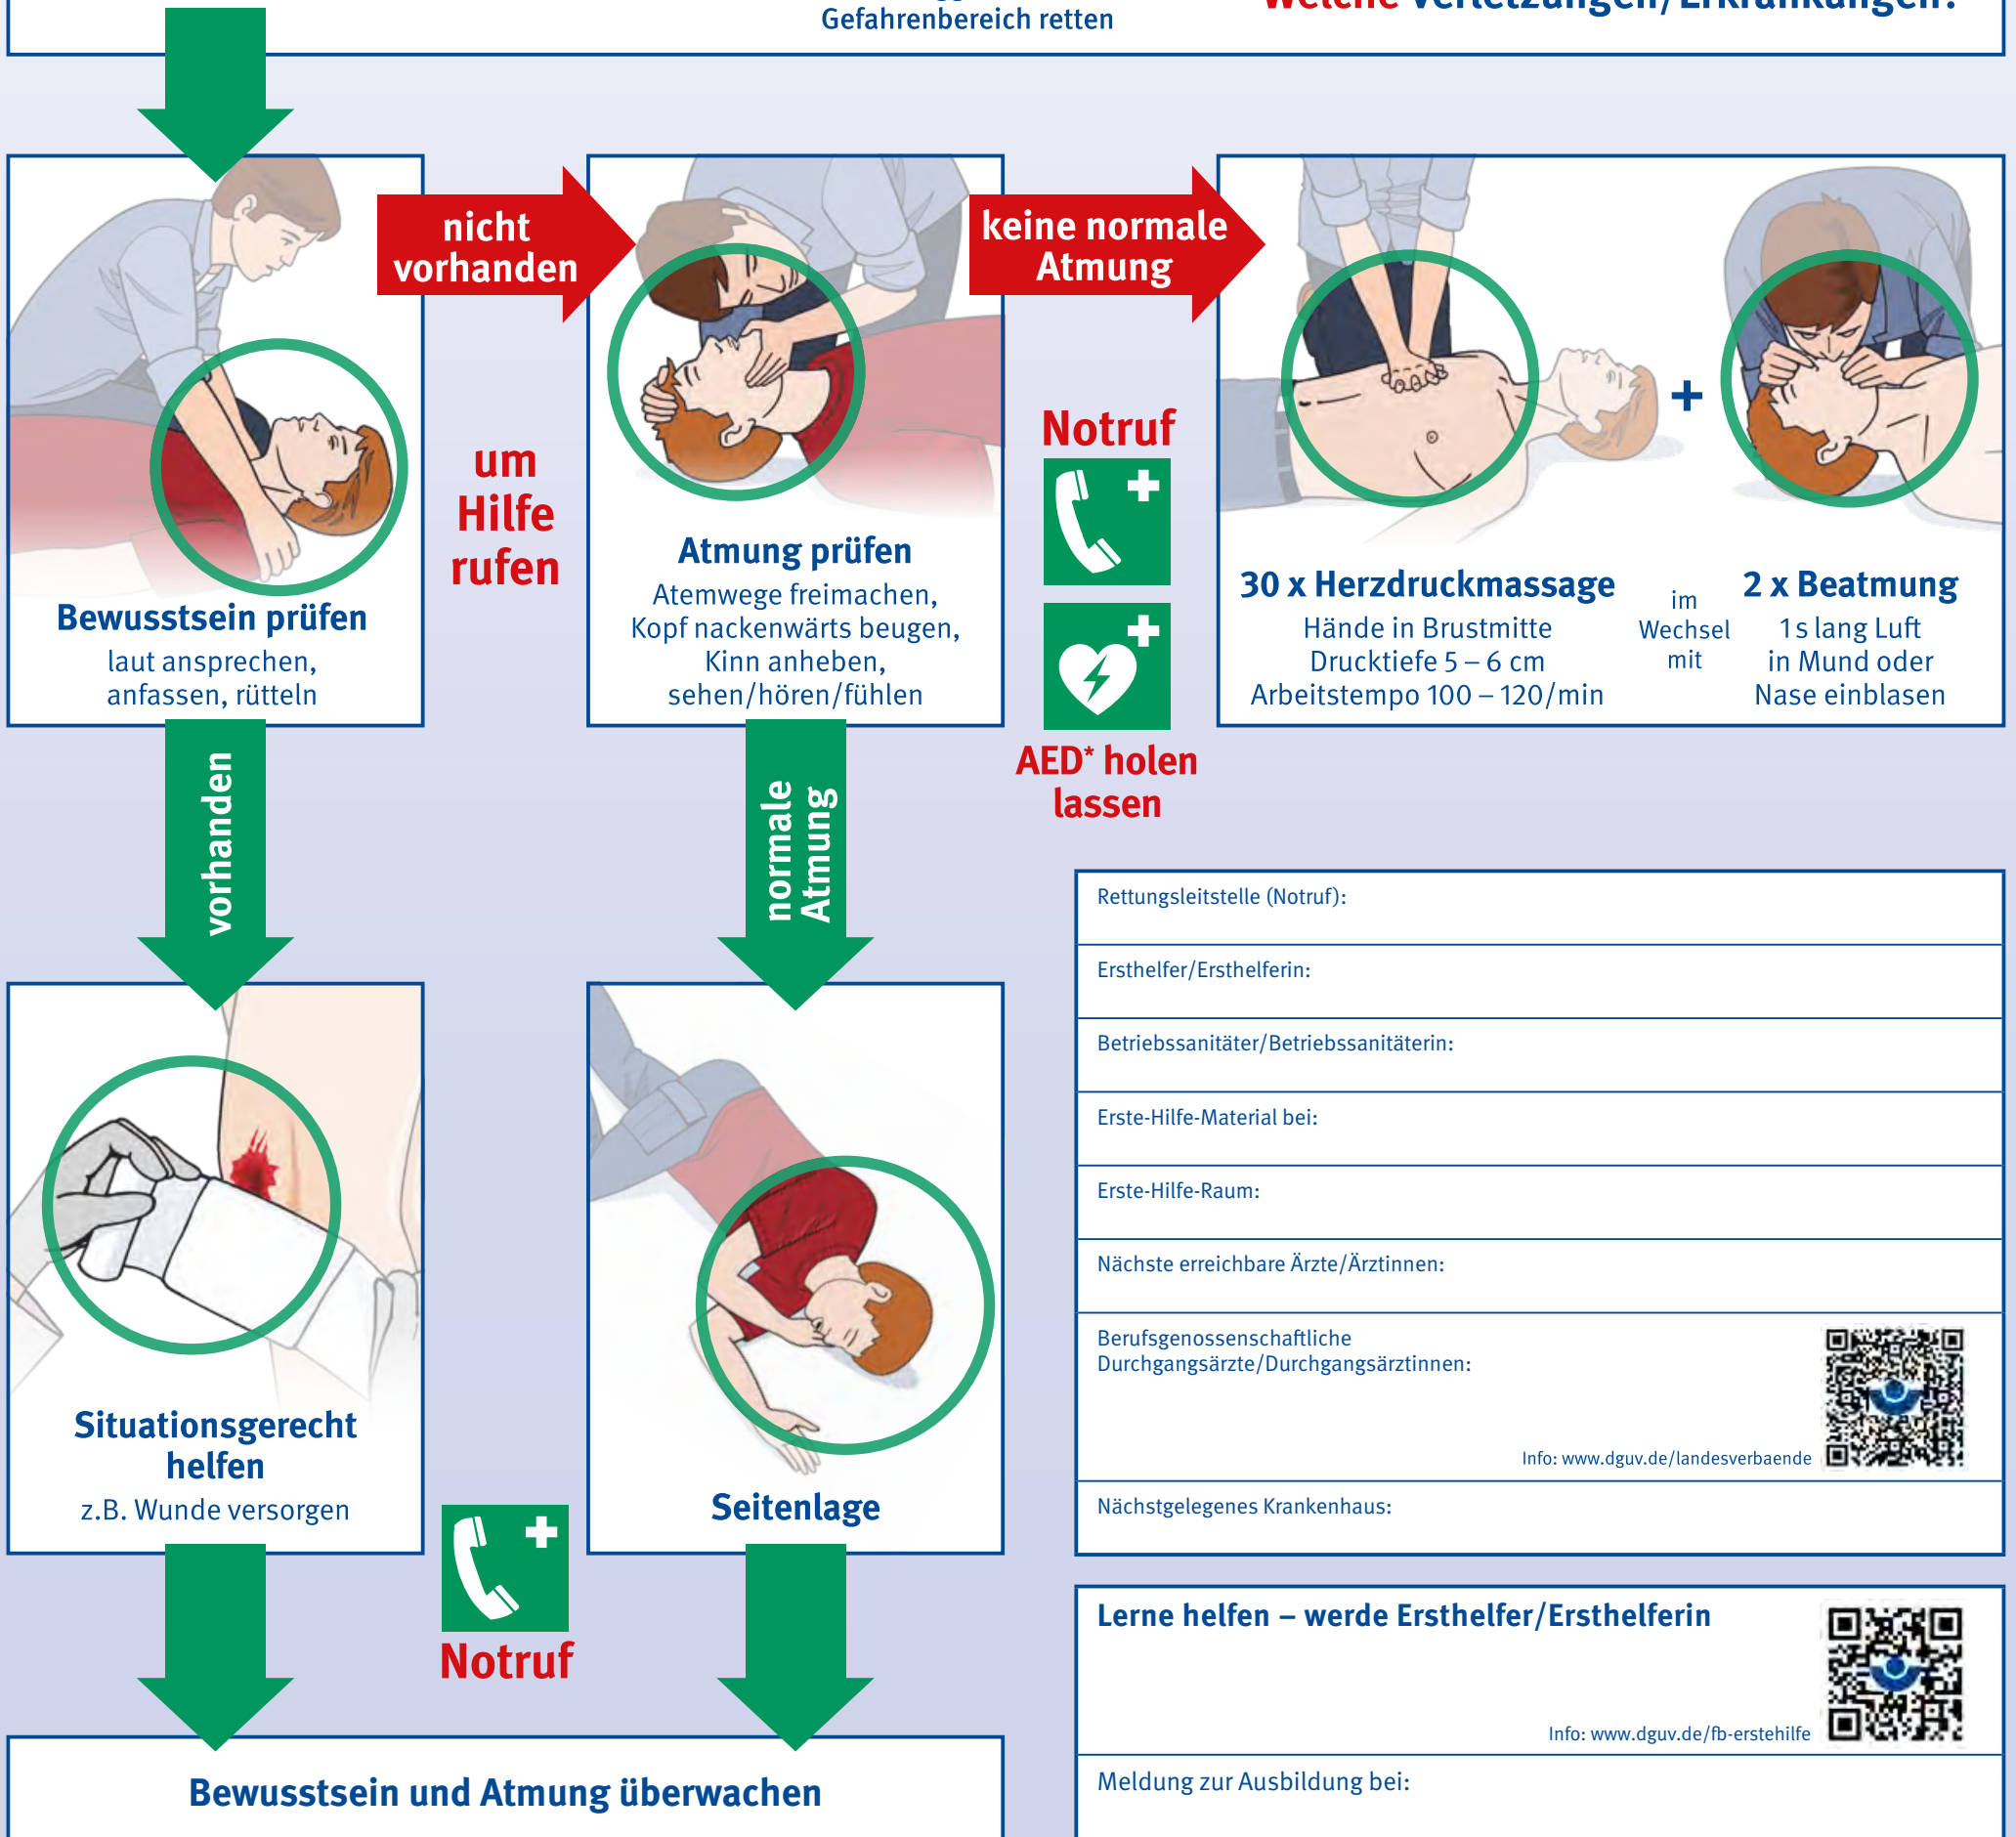 Gefahrenbereich retten
Welche Verletzungen/Erkrankungen?
nicht
vorhanden
keine normale
Atmung
um
Hilfe
rufen
Notruf
AED* holen
lassen
Bewusstsein prüfen
laut ansprechen,
anfassen, rütteln
Atmung prüfen
Atemwege freimachen,
Kopf nackenwärts beugen,
Kinn anheben,
sehen/hören/fühlen
30 x Herzdruckmassage
Hände in Brustmitte
Drucktiefe 5 – 6 cm
Arbeitstempo 100 – 120/min
+
im
Wechsel
mit
2 x Beatmung
1 s lang Luft
in Mund oder
Nase einblasen
vorhanden
normale
Atmung
Situationsgerecht
helfen
z.B. Wunde versorgen
Seitenlage
Notruf
Bewusstsein und Atmung überwachen
Rettungsleitstelle (Notruf):
Ersthelfer/Ersthelferin:
Betriebssanitäter/Betriebssanitäterin:
Erste-Hilfe-Material bei:
Erste-Hilfe-Raum:
Nächste erreichbare Ärzte/Ärztinnen:
Berufsgenossenschaftliche
Durchgangsärzte/Durchgangsärztinnen:
Info: www.dguv.de/landesverbaende
Nächstgelegenes Krankenhaus:
Lerne helfen – werde Ersthelfer/Ersthelferin
Info: www.dguv.de/fb-erstehilfe
Meldung zur Ausbildung bei: